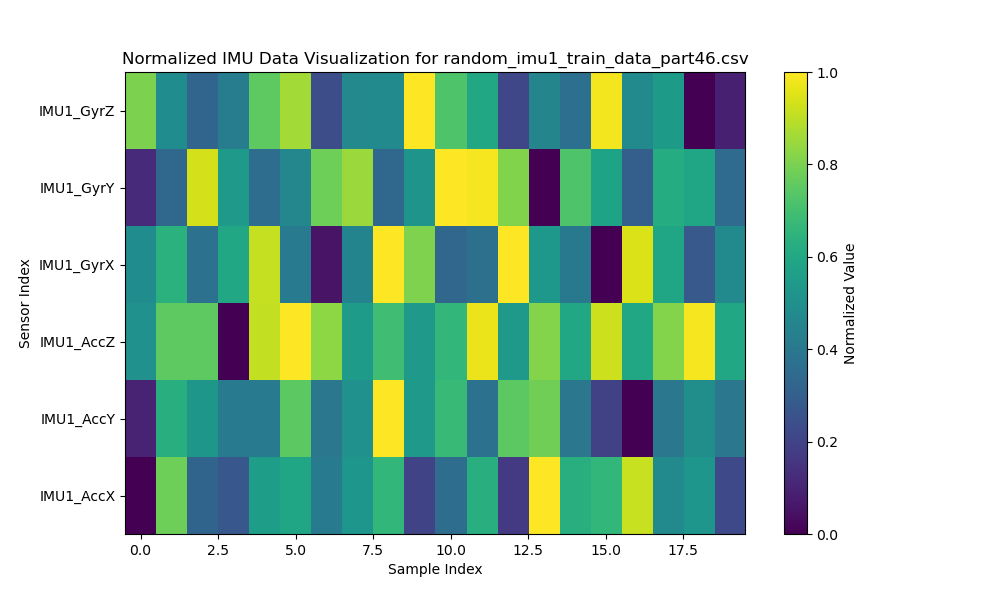 Normalized IMU Data Visualization for random_imu1_train_data_part46.csv
IMU1_GyrZ
IMU1_GyrY
IMU1_GyrX
IMU1_AccZ
IMU1_AccY
IMU1_AccX
Sensor Index
0.0 2.5 5.0 7.5 10.0 12.5 15.0 17.5
Sample Index
1.0
0.8
0.6
0.4
0.2
0.0
Normalized Value